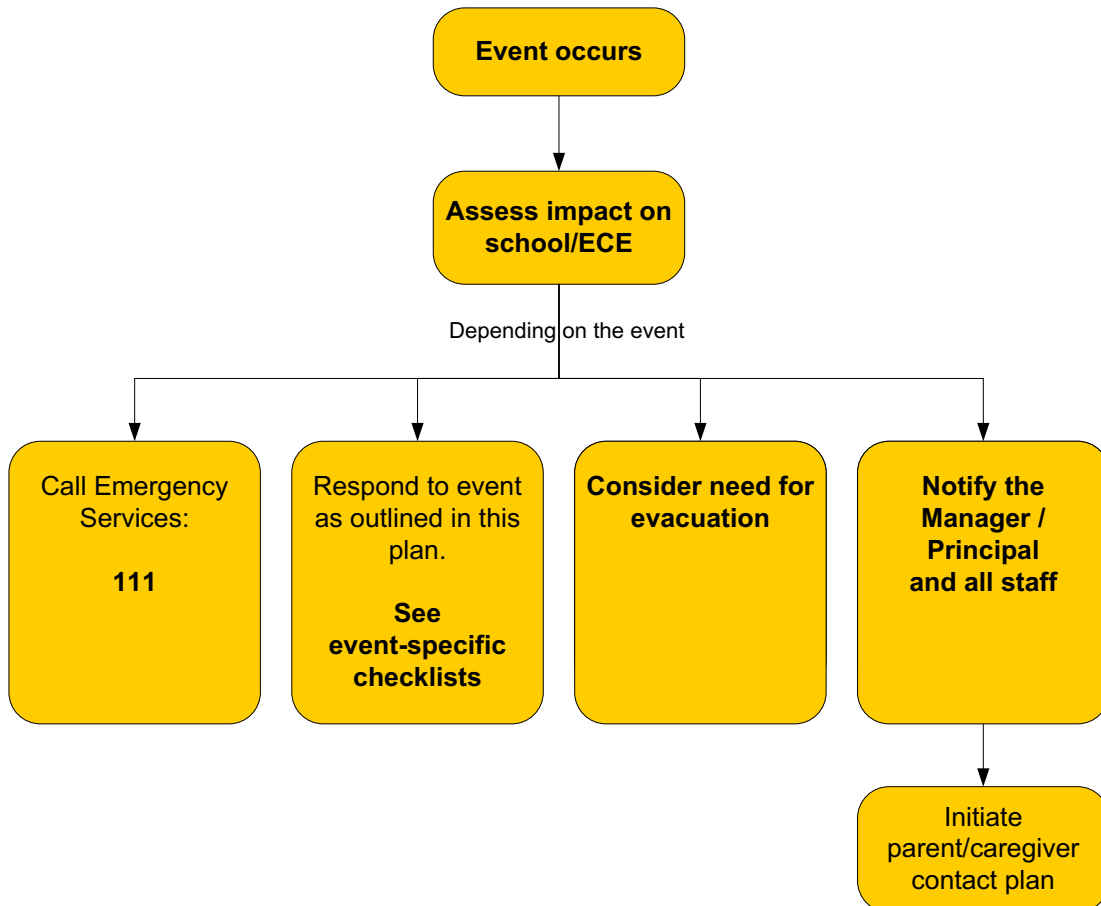 Event occurs
Assess impact on
school/ECE
Depending on the event
Call Emergency
Services:
111
Respond to event
as outlined in this
plan.
See
event-specific
checklists
Consider need for
evacuation
Notify the
Manager /
Principal
and all staff
Initiate
parent/caregiver
contact plan